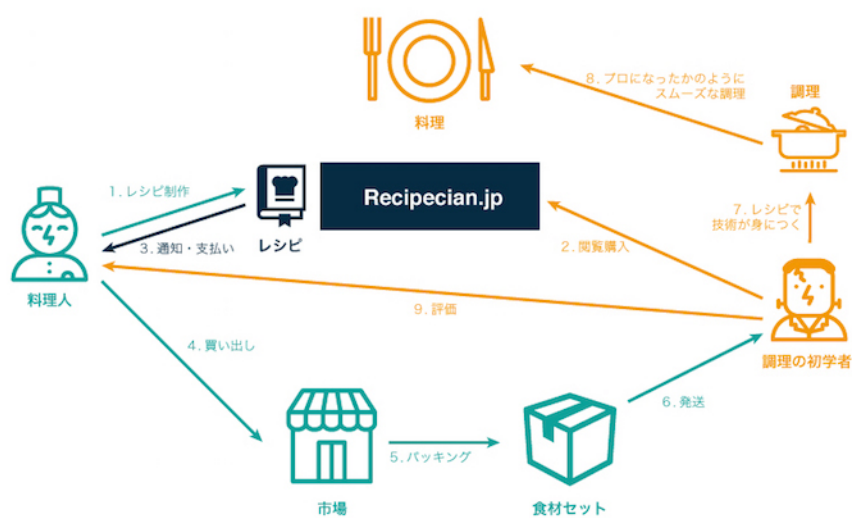 8. プロになったかのように
スムーズな調理
調理
料理
1. レシピ制作
Recipecian.jp
レシピ
3. 通知・支払い
2. 閲覧購入
7. レシピで
技術が身につく
料理人
9. 評価
4. 買い出し
調理の初学者
6. 発送
5. パッキング
市場
食材セット